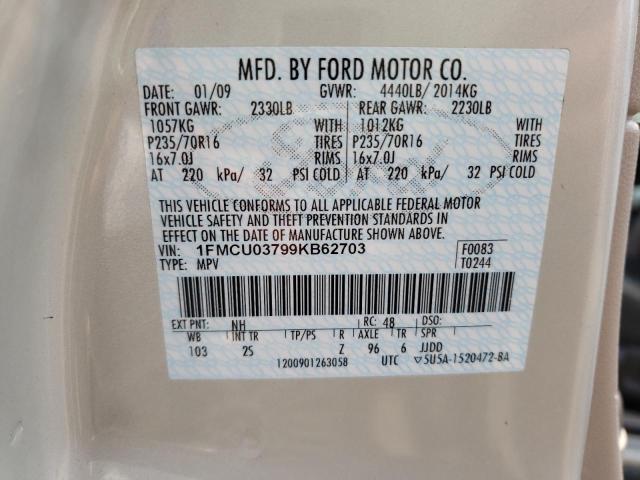 MFD. BY FORD MOTOR CO.
DATE: 01/09 GVWR: 4440LB/ 2014KG
FRONT GAWR: 2330LB REAR GAWR: 2230LB
1057KG WITH 1012KG WITH
P235/70R16 TIRES P235/70R16 TIRES
16x7.0J RIMS 16x7.0J RIMS
AT 220 kPa/ 32 PSI COLD AT 220 kPa/ 32 PSI COLD
THIS VEHICLE CONFORMS TO ALL APPLICABLE FEDERAL MOTOR
VEHICLE SAFETY AND THEFT PREVENTION STANDARDS IN
EFFECT ON THE DATE OF MANUFACTURE SHOWN ABOVE.
VIN: 1FMCU03799KB62703 F0083
TYPE: MPV T0244
EXT PNT: NH RC: 48 DSO:
WB INT TR TP/PS R AXLE TR SPR
103 2S Z 96 6 JJDD
1200901263058 UTC ▽5U5A-1520472-BA